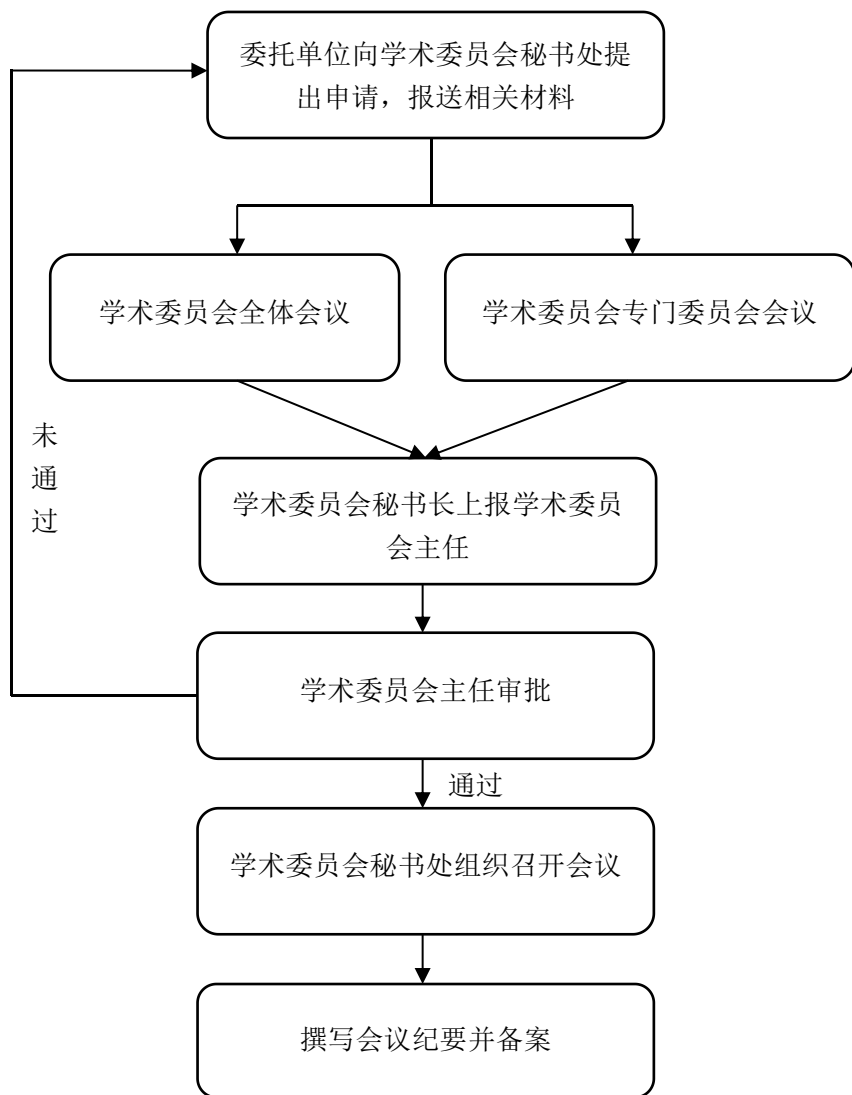 委托单位向学术委员会秘书处提
出申请，报送相关材料
学术委员会全体会议
学术委员会专门委员会会议
未
通
过
学术委员会秘书长上报学术委员
会主任
学术委员会主任审批
通过
学术委员会秘书处组织召开会议
撰写会议纪要并备案